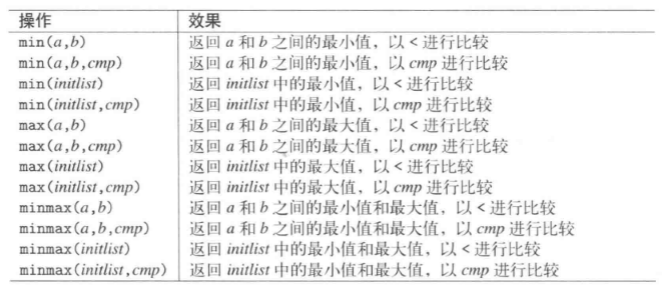 操作 效果
min(a,b) 返回 a 和 b 之间的最小值，以 < 进行比较
min(a,b,cmp) 返回 a 和 b 之间的最小值，以 cmp 进行比较
min(initlist) 返回 initlist 中的最小值，以 < 进行比较
min(initlist,cmp) 返回 initlist 中的最小值，以 cmp 进行比较
max(a,b) 返回 a 和 b 之间的最大值，以 < 进行比较
max(a,b,cmp) 返回 a 和 b 之间的最大值，以 cmp 进行比较
max(initlist) 返回 initlist 中的最大值，以 < 进行比较
max(initlist,cmp) 返回 initlist 中的最大值，以 cmp 进行比较
minmax(a,b) 返回 a 和 b 之间的最小值和最大值，以 < 进行比较
minmax(a,b,cmp) 返回 a 和 b 之间的最小值和最大值，以 cmp 进行比较
minmax(initlist) 返回 initlist 中的最小值和最大值，以 < 进行比较
minmax(initlist,cmp) 返回 initlist 中的最小值和最大值，以 cmp 进行比较